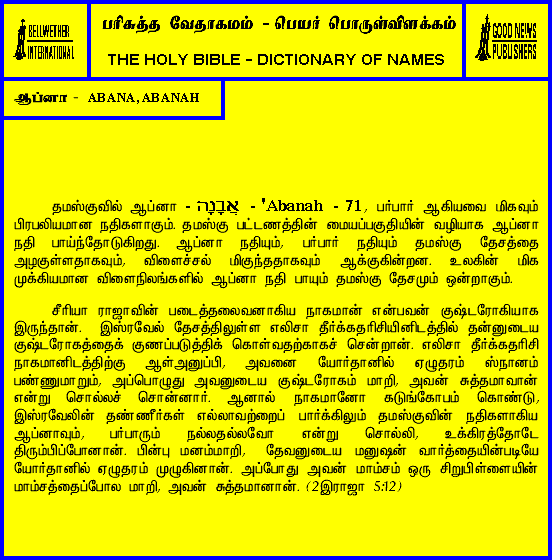 BELLWETHER
INTERNATIONAL
பரிசுத்த வேதாகமம் - பெயர் பொருள்விளக்கம்
THE HOLY BIBLE - DICTIONARY OF NAMES
GOOD NEWS
PUBLISHERS
ஆப்னா - ABANA, ABANAH
தமஸ்குவில் ஆப்னா - אֲבָנָה - 'Abanah - 71, பர்பார் ஆகியவை மிகவும்
பிரபலியமான நதிகளாகும். தமஸ்கு பட்டணத்தின் மையப்பகுதியின் வழியாக ஆப்னா
நதி பாய்ந்தோடுகிறது. ஆப்னா நதியும், பர்பார் நதியும் தமஸ்கு தேசத்தை
அழகுள்ளதாகவும், விளைச்சல் மிகுந்ததாகவும் ஆக்குகின்றன. உலகின் மிக
முக்கியமான விளைநிலங்களில் ஆப்னா நதி பாயும் தமஸ்கு தேசமும் ஒன்றாகும்.
சீரியா ராஜாவின் படைத்தலைவனாகிய நாகமான் என்பவன் குஷ்டரோகியாக
இருந்தான். இஸ்ரவேல் தேசத்திலுள்ள எலிசா தீர்க்கதரிசியினிடத்தில் தன்னுடைய
குஷ்டரோகத்தைக் குணப்படுத்திக் கொள்வதற்காகச் சென்றான். எலிசா தீர்க்கதரிசி
நாகமானிடத்திற்கு ஆள்அனுப்பி, அவனை யோர்தானில் ஏழுதரம் ஸ்நானம்
பண்ணுமாறும், அப்பொழுது அவனுடைய குஷ்டரோகம் மாறி, அவன் சுத்தமாவான்
என்று சொல்லச் சொன்னார். ஆனால் நாகமானோ கடுங்கோபம் கொண்டு,
இஸ்ரவேலின் தண்ணீர்கள் எல்லாவற்றைப் பார்க்கிலும் தமஸ்குவின் நதிகளாகிய
ஆப்னாவும், பர்பாரும் நல்லதல்லவோ என்று சொல்லி, உக்கிரத்தோடே
திரும்பிப்போனான். பின்பு மனம்மாறி, தேவனுடைய மனுஷன் வார்த்தையின்படியே
யோர்தானில் ஏழுதரம் முழுகினான். அப்போது அவன் மாம்சம் ஒரு சிறுபிள்ளையின்
மாம்சத்தைப்போல மாறி, அவன் சுத்தமானான். (2இராஜா 5:12)